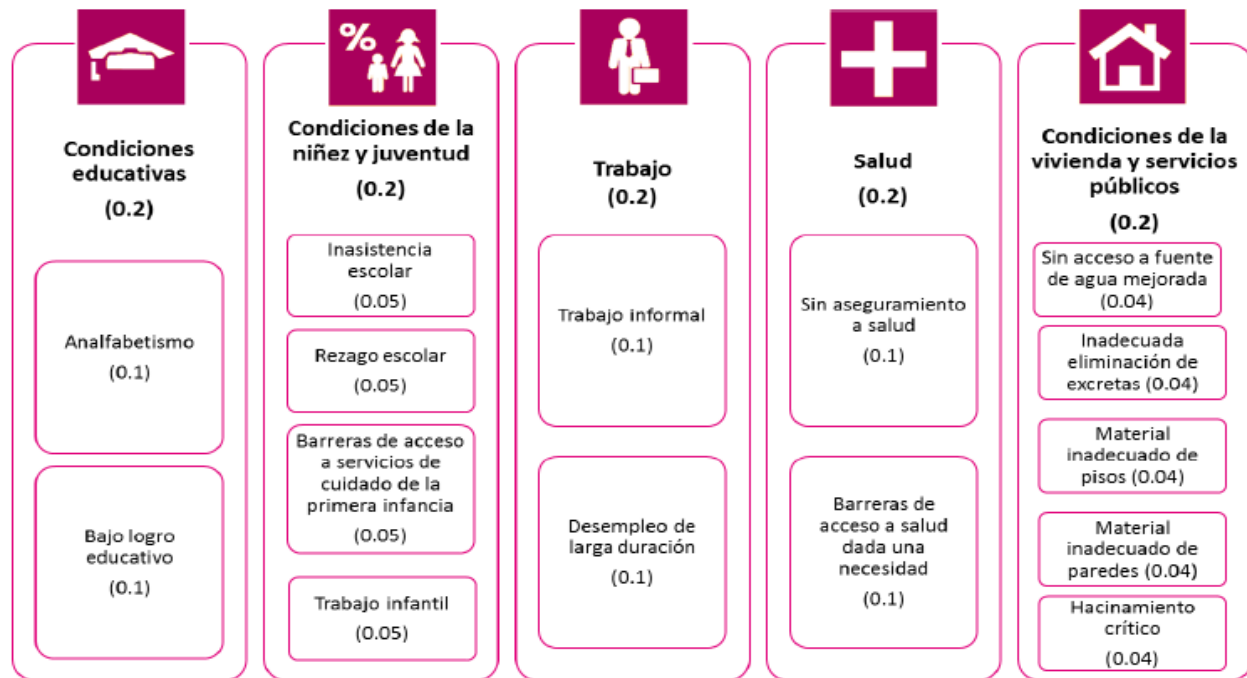 Condiciones
educativas
(0.2)
Analfabetismo
(0.1)
Bajo logro
educativo
(0.1)
%
Condiciones de la
niñez y juventud
(0.2)
Inasistencia
escolar
(0.05)
Rezago escolar
(0.05)
Barreras de acceso
a servicios de
cuidado de la
primera infancia
(0.05)
Trabajo infantil
(0.05)
Trabajo
(0.2)
Trabajo informal
(0.1)
Desempleo de
larga duración
(0.1)
Salud
(0.2)
Sin aseguramiento
a salud
(0.1)
Barreras de
acceso a salud
dada una
necesidad
(0.1)
Condiciones de la
vivienda y servicios
públicos
(0.2)
Sin acceso a fuente
de agua mejorada
(0.04)
Inadecuada
eliminación de
excretas (0.04)
Material
inadecuado de
pisos (0.04)
Material
inadecuado de
paredes (0.04)
Hacinamiento
crítico
(0.04)